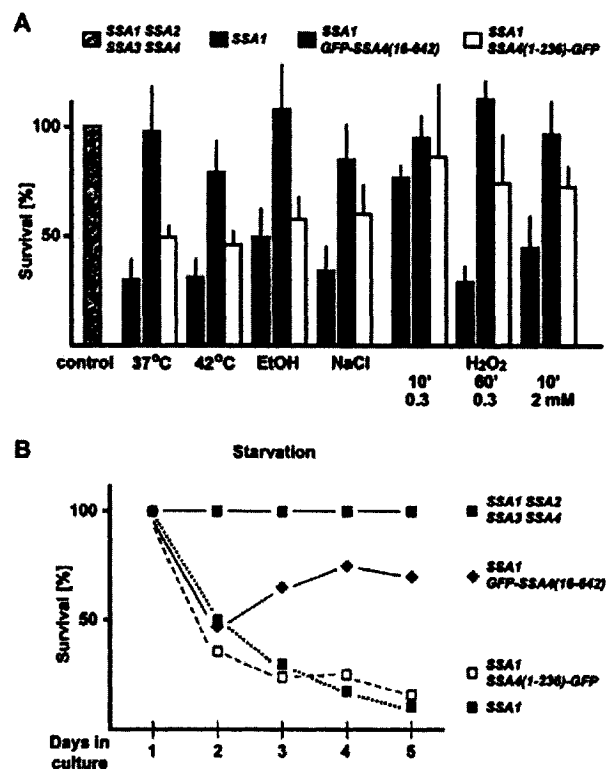 A
SSA1 SSA2
SSA3 SSA4
SSA1
SSA1
GFP-SSA4(16-642)
SSA1
SSA4(1-236)-GFP
Survival [%]
100
50
control
37°C
42°C
EtOH
NaCl
H2O2
10'
60'
10'
0.3
0.3
2 mM
B
Starvation
Survival [%]
100
50
SSA1 SSA2
SSA3 SSA4
SSA1
GFP-SSA4(16-642)
SSA1
SSA4(1-236)-GFP
SSA1
Days in
culture
1
2
3
4
5